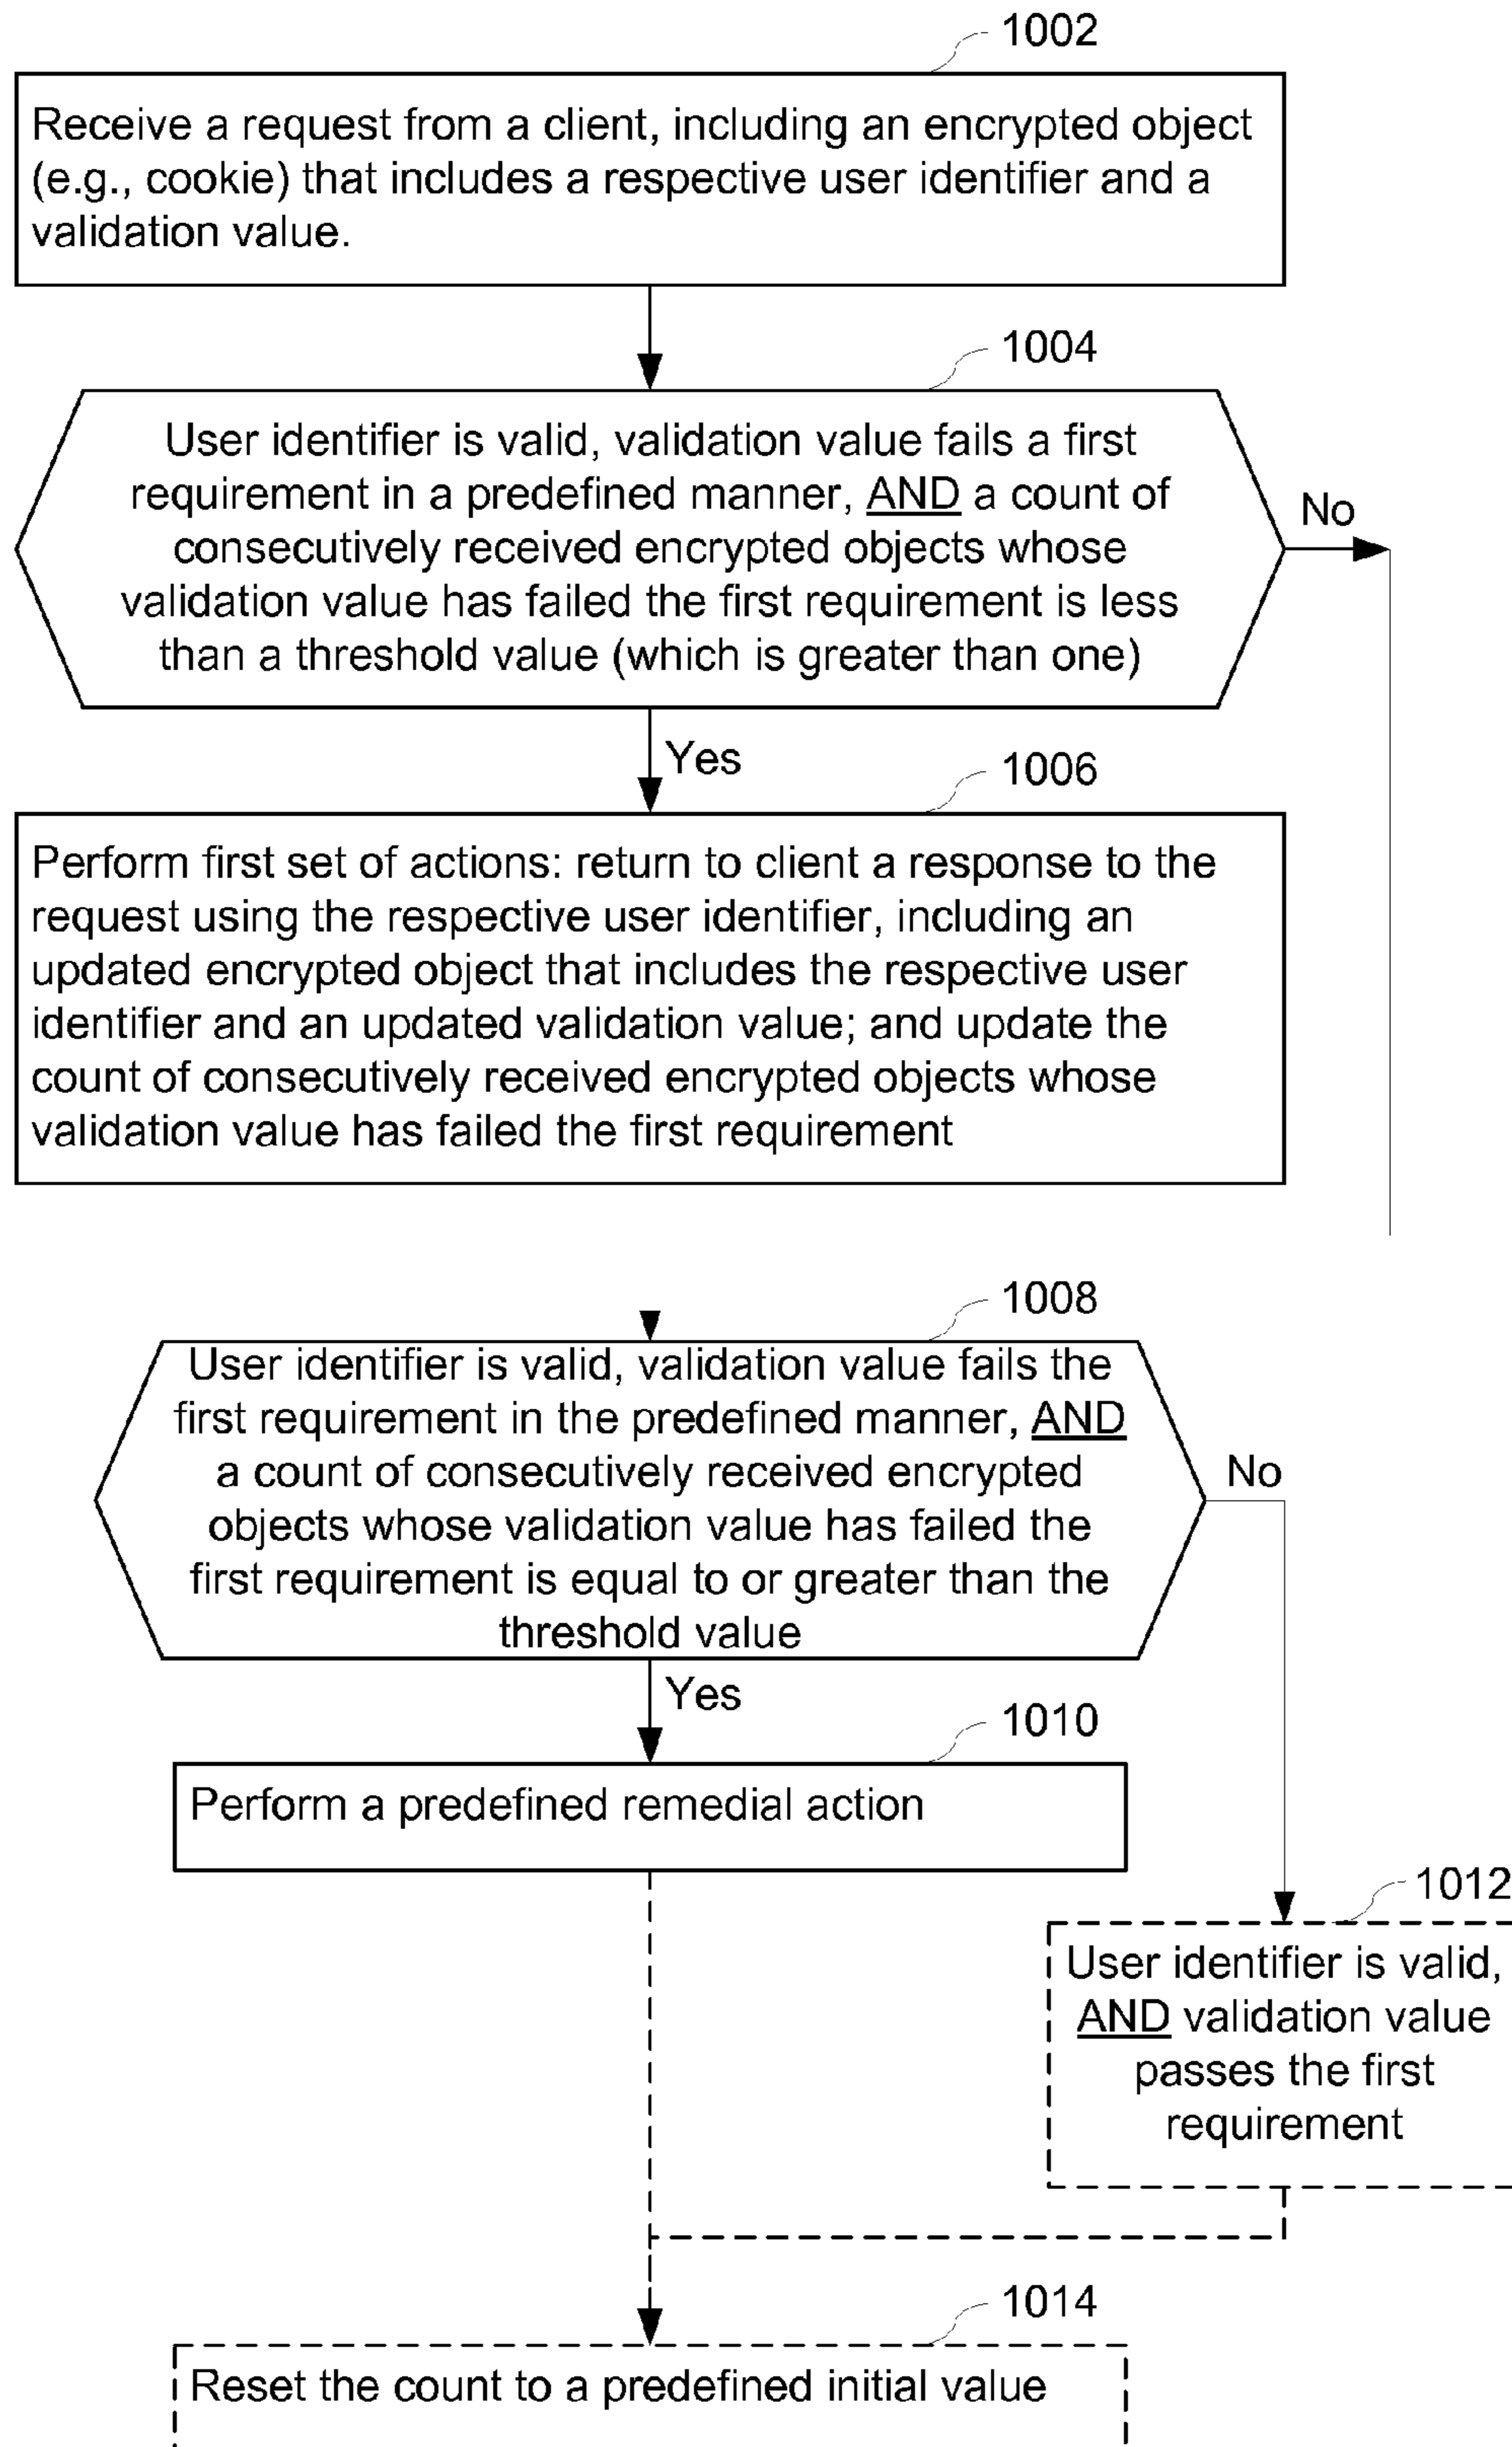 1002
Receive a request from a client, including an encrypted object
(e.g., cookie) that includes a respective user identifier and a
validation value.
1004
User identifier is valid, validation value fails a first
requirement in a predefined manner, AND a count of
consecutively received encrypted objects whose
validation value has failed the first requirement is less
than a threshold value (which is greater than one)
No
Yes
1006
Perform first set of actions: return to client a response to the
request using the respective user identifier, including an
updated encrypted object that includes the respective user
identifier and an updated validation value; and update the
count of consecutively received encrypted objects whose
validation value has failed the first requirement
1008
User identifier is valid, validation value fails the
first requirement in the predefined manner, AND
a count of consecutively received encrypted
objects whose validation value has failed the
first requirement is equal to or greater than the
threshold value
No
Yes
1010
Perform a predefined remedial action
1012
User identifier is valid,
AND validation value
passes the first
requirement
1014
Reset the count to a predefined initial value